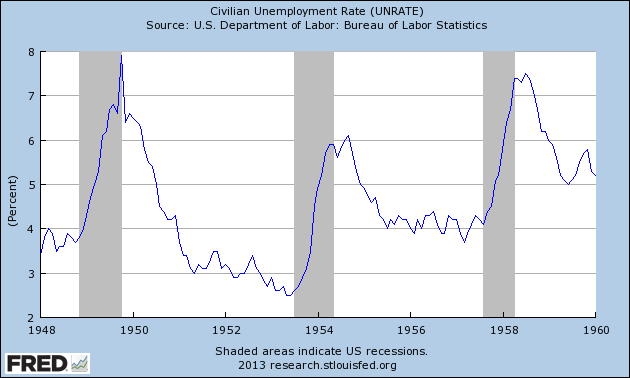 Civilian Unemployment Rate (UNRATE)
Source: U.S. Department of Labor: Bureau of Labor Statistics
8
7
6
5
4
3
2
(Percent)
1948 1950 1952 1954 1956 1958 1960
Shaded areas indicate US recessions.
2013 research.stlouisfed.org
FRED